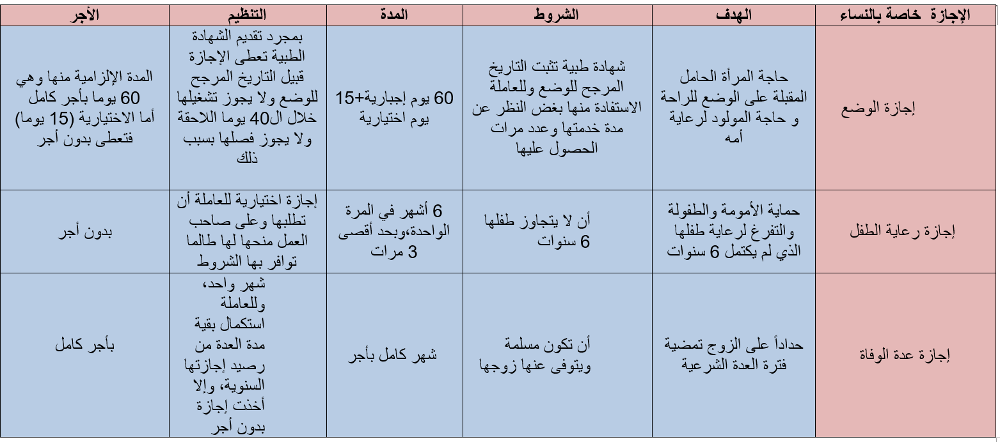 الإجازة خاصة بالنساء
الهدف
الشروط
المدة
التنظيم
الأجر
إجازة الوضع
حاجة المرأة الحامل
المقبلة على الوضع للراحة
و حاجة المولود لرعاية
أمه
شهادة طبية تثبت التاريخ
المرجح للوضع وللعاملة
الاستفادة منها بغض النظر عن
مدة خدمتها وعدد مرات
الحصول عليها
60 يوم إجبارية+15
يوم اختيارية
بمجرد تقديم الشهادة
الطبية تعطى الإجازة
قبيل التاريخ المرجح
للوضع ولا يجوز تشغيلها
خلال ال40 يوما اللاحقة
ولا يجوز فصلها بسبب
ذلك
المدة الإلزامية منها وهي
60 يوما بأجر كامل
أما الاختيارية (15 يوما)
فتعطى بدون أجر
إجازة رعاية الطفل
حماية الأمومة والطفولة
والتفرغ لرعاية طفلها
الذي لم يكتمل 6 سنوات
أن لا يتجاوز طفلها
6 سنوات
6 أشهر في المرة
الواحدة،وبحد أقصى
3 مرات
إجازة اختيارية للعاملة أن
تطلبها وعلى صاحب
العمل منحها لها طالما
توافر بها الشروط
بدون أجر
إجازة عدة الوفاة
حداداً على الزوج تمضية
فترة العدة الشرعية
أن تكون مسلمة
ويتوفى عنها زوجها
شهر كامل بأجر
شهر واحد،
وللعاملة
استكمال بقية
مدة العدة من
رصيد إجازتها
السنوية، وإلا
أخذت إجازة
بدون أجر
بأجر كامل